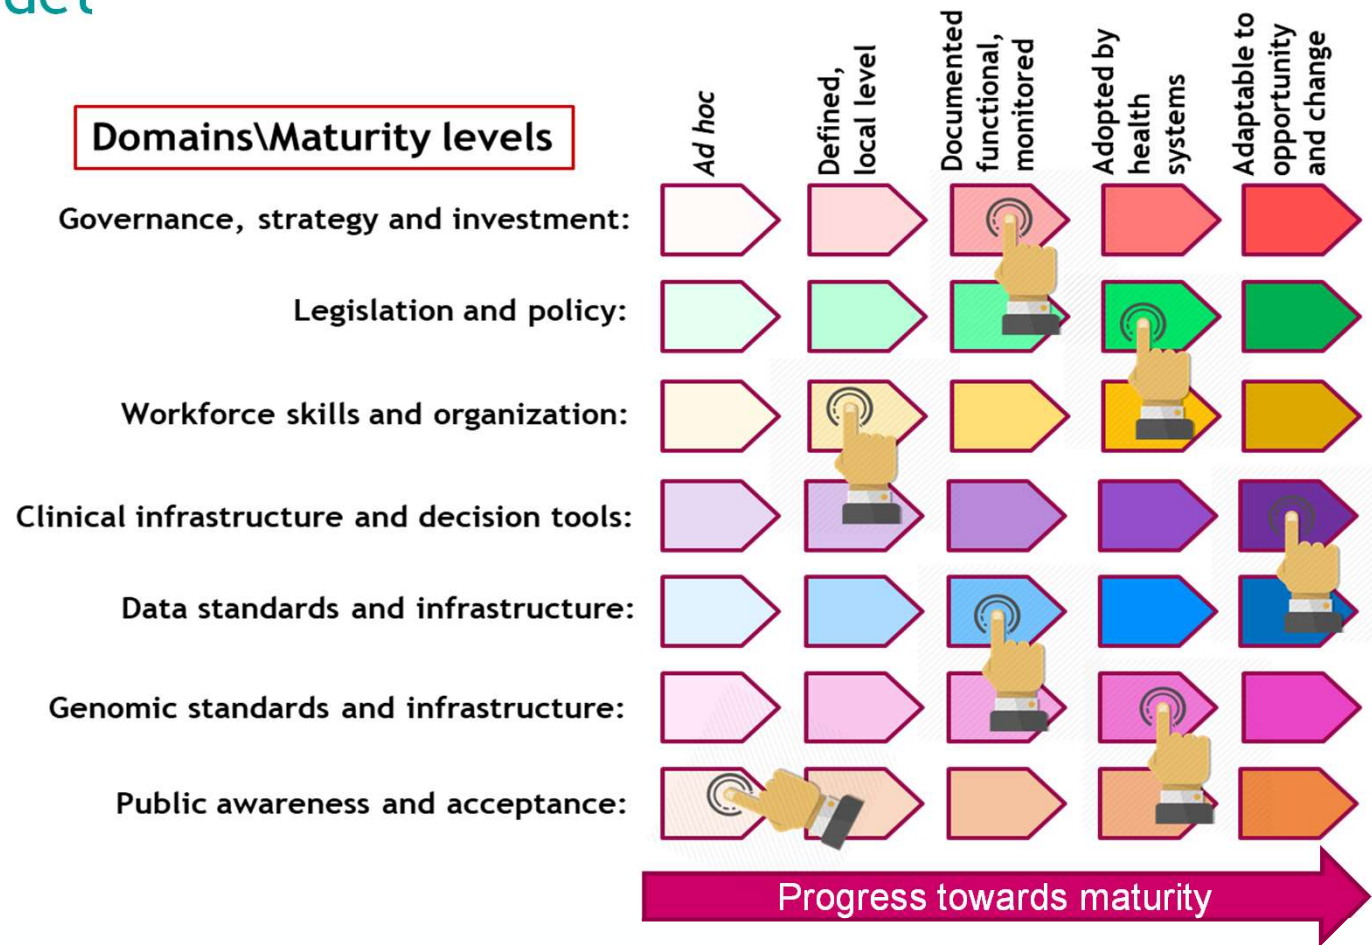 Domains\Maturity levels
Ad hoc
Defined,
local level
Documented
functional,
monitored
Adopted by
health
systems
Adaptable to
opportunity
and change
Governance, strategy and investment:
Legislation and policy:
Workforce skills and organization:
Clinical infrastructure and decision tools:
Data standards and infrastructure:
Genomic standards and infrastructure:
Public awareness and acceptance:
Progress towards maturity